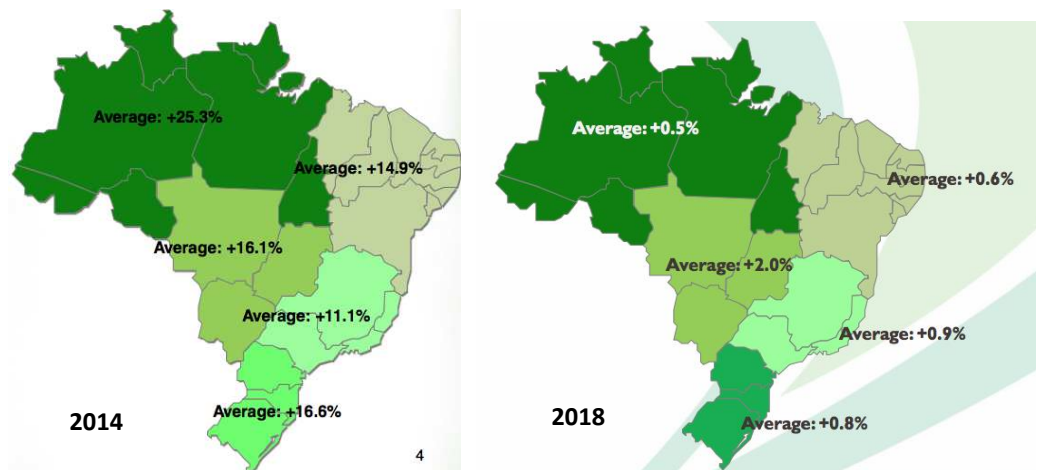 Average: +25.3%
Average: +14.9%
Average: +16.1%
Average: +11.1%
Average: +16.6%
2014
4
Average: +0.5%
Average: +0.6%
Average: +2.0%
Average: +0.9%
Average: +0.8%
2018